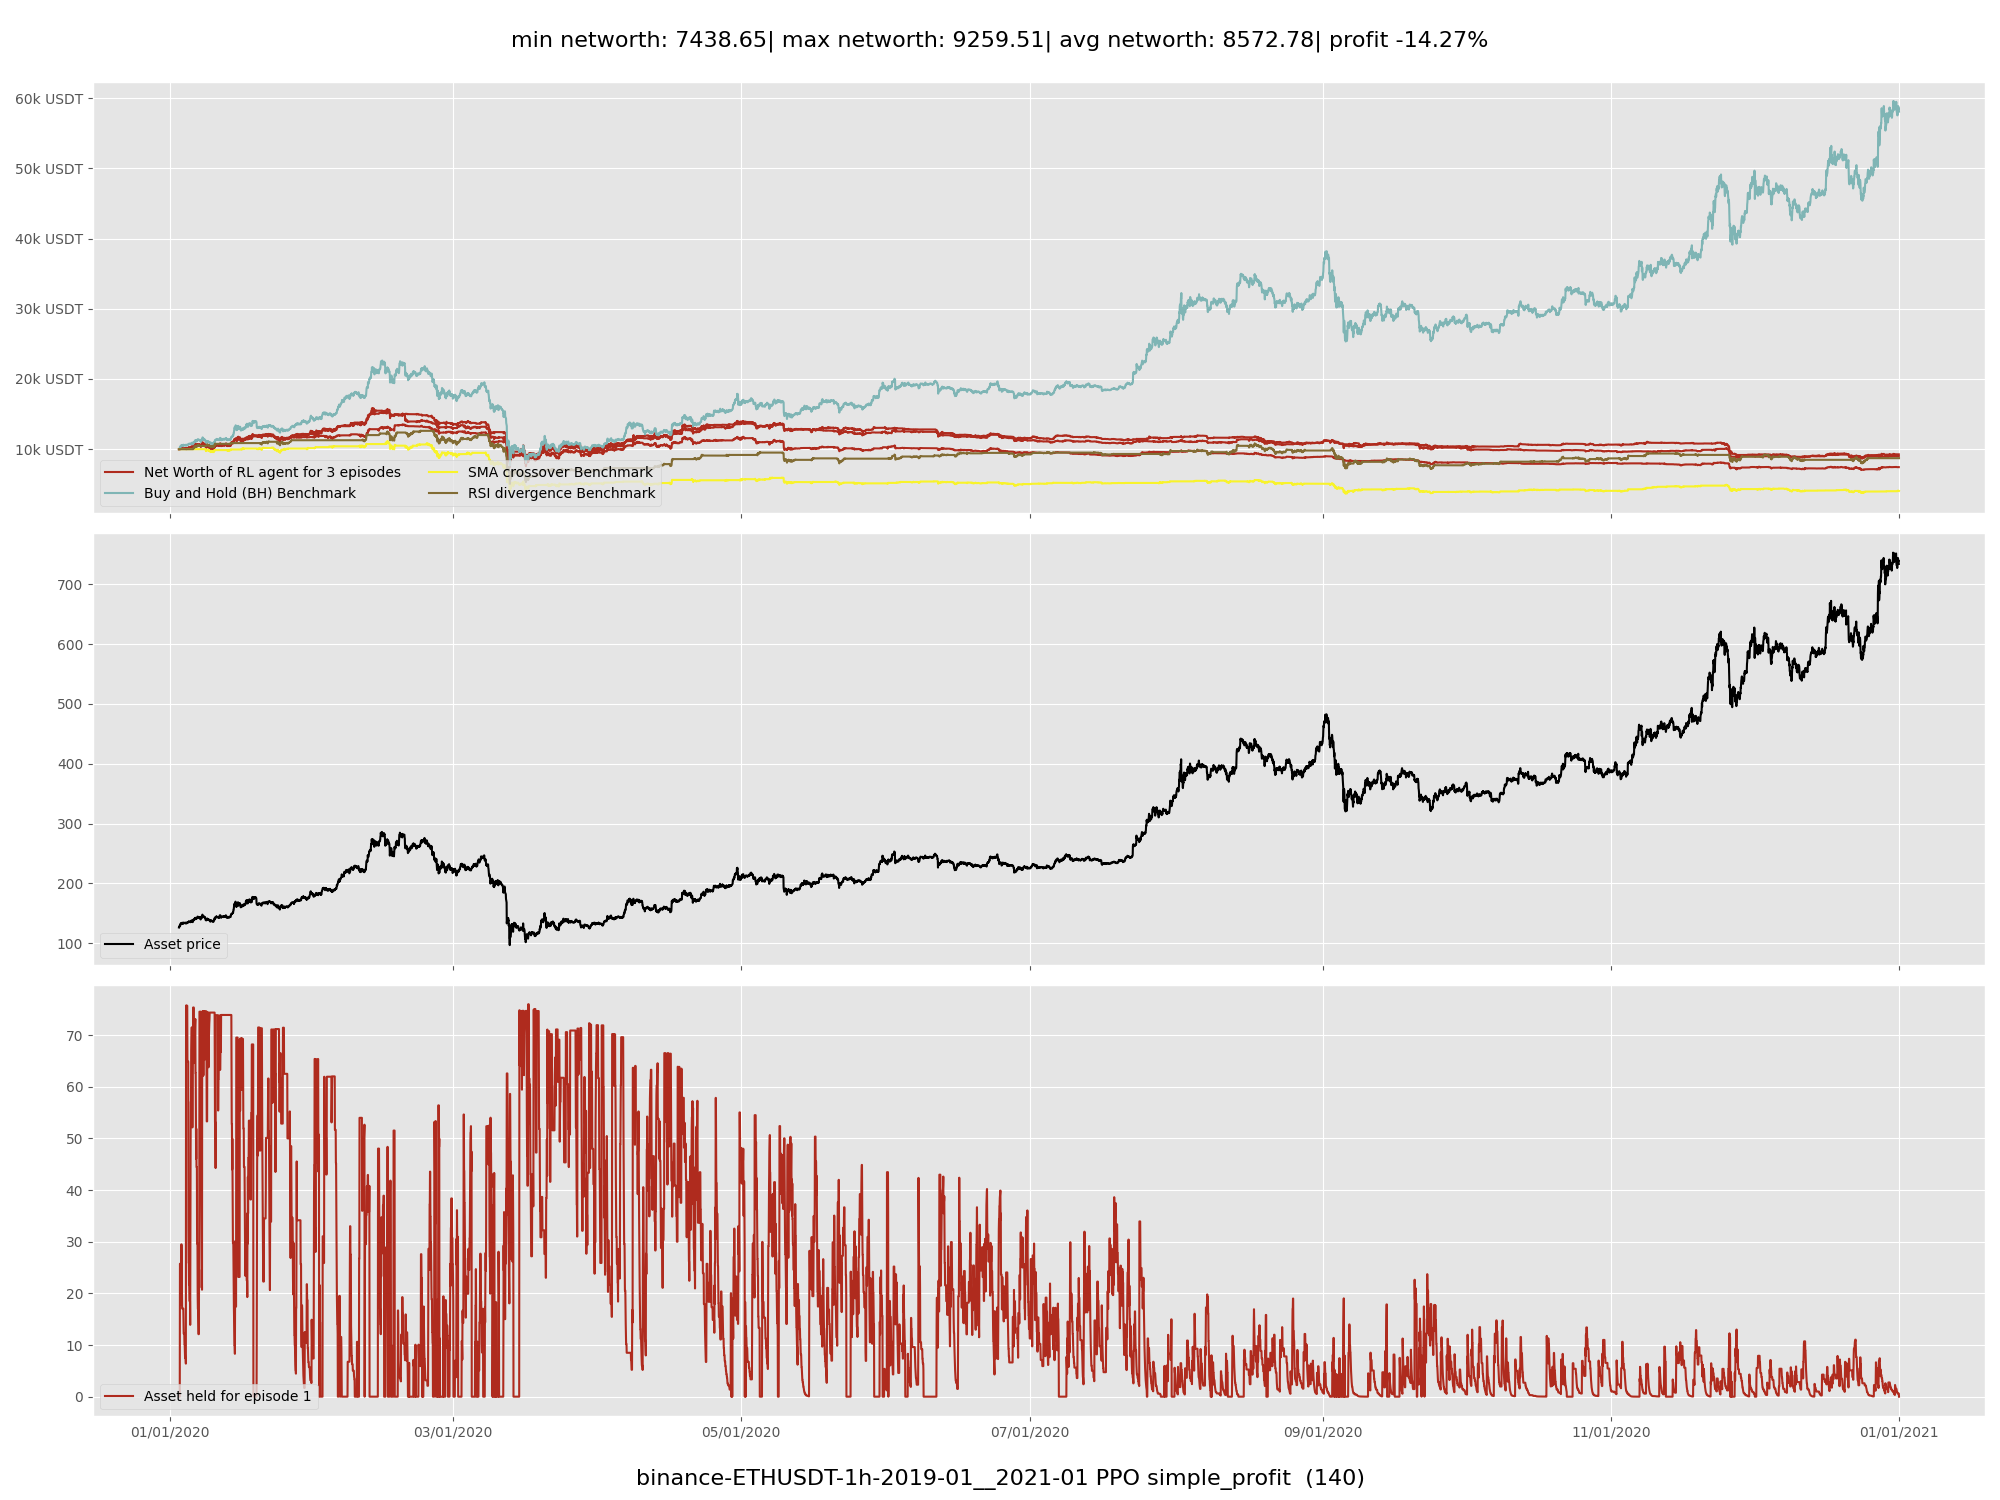 min networth: 7438.65| max networth: 9259.51| avg networth: 8572.78| profit -14.27%
60k USDT
50k USDT
40k USDT
30k USDT
20k USDT
10k USDT
Net Worth of RL agent for 3 episodes
Buy and Hold (BH) Benchmark
SMA crossover Benchmark
RSI divergence Benchmark
700
600
500
400
300
200
100
Asset price
70
60
50
40
30
20
10
0
Asset held for episode 1
01/01/2020 03/01/2020 05/01/2020 07/01/2020 09/01/2020 11/01/2020 01/01/2021
binance-ETHUSDT-1h-2019-01__2021-01 PPO simple_profit (140)